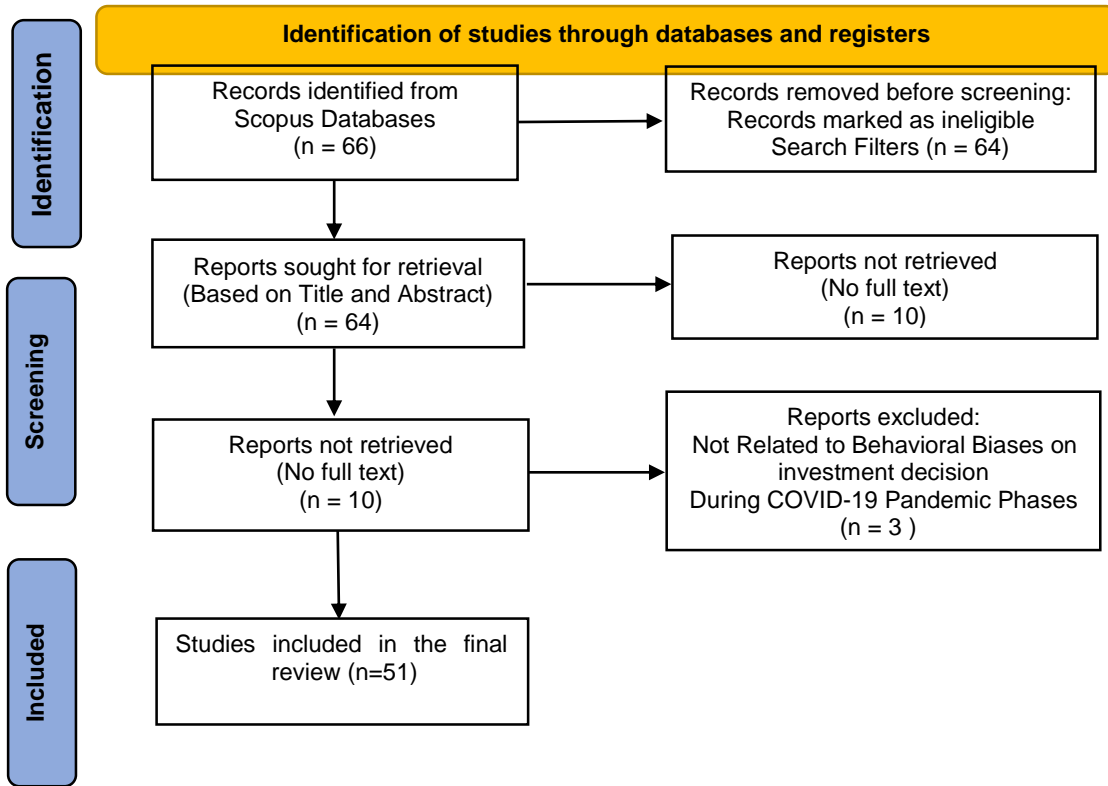 Identification of studies through databases and registers
Identification
Records identified from
Scopus Databases
(n = 66)
Records removed before screening:
Records marked as ineligible
Search Filters (n = 64)
Reports sought for retrieval
(Based on Title and Abstract)
(n = 64)
Reports not retrieved
(No full text)
(n = 10)
Screening
Reports not retrieved
(No full text)
(n = 10)
Reports excluded:
Not Related to Behavioral Biases on
investment decision
During COVID-19 Pandemic Phases
(n = 3 )
Included
Studies included in the final
review (n=51)